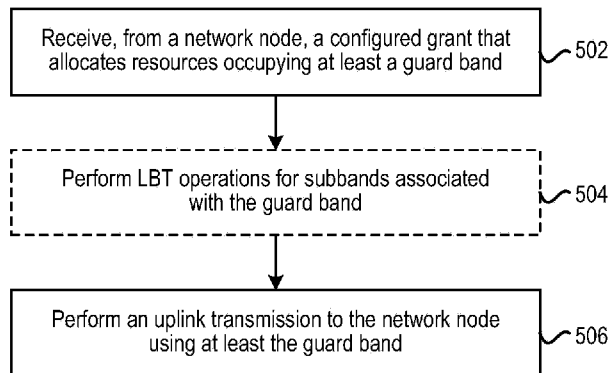 Receive, from a network node, a configured grant that
allocates resources occupying at least a guard band
502
Perform LBT operations for subbands associated
with the guard band
504
Perform an uplink transmission to the network node
using at least the guard band
506